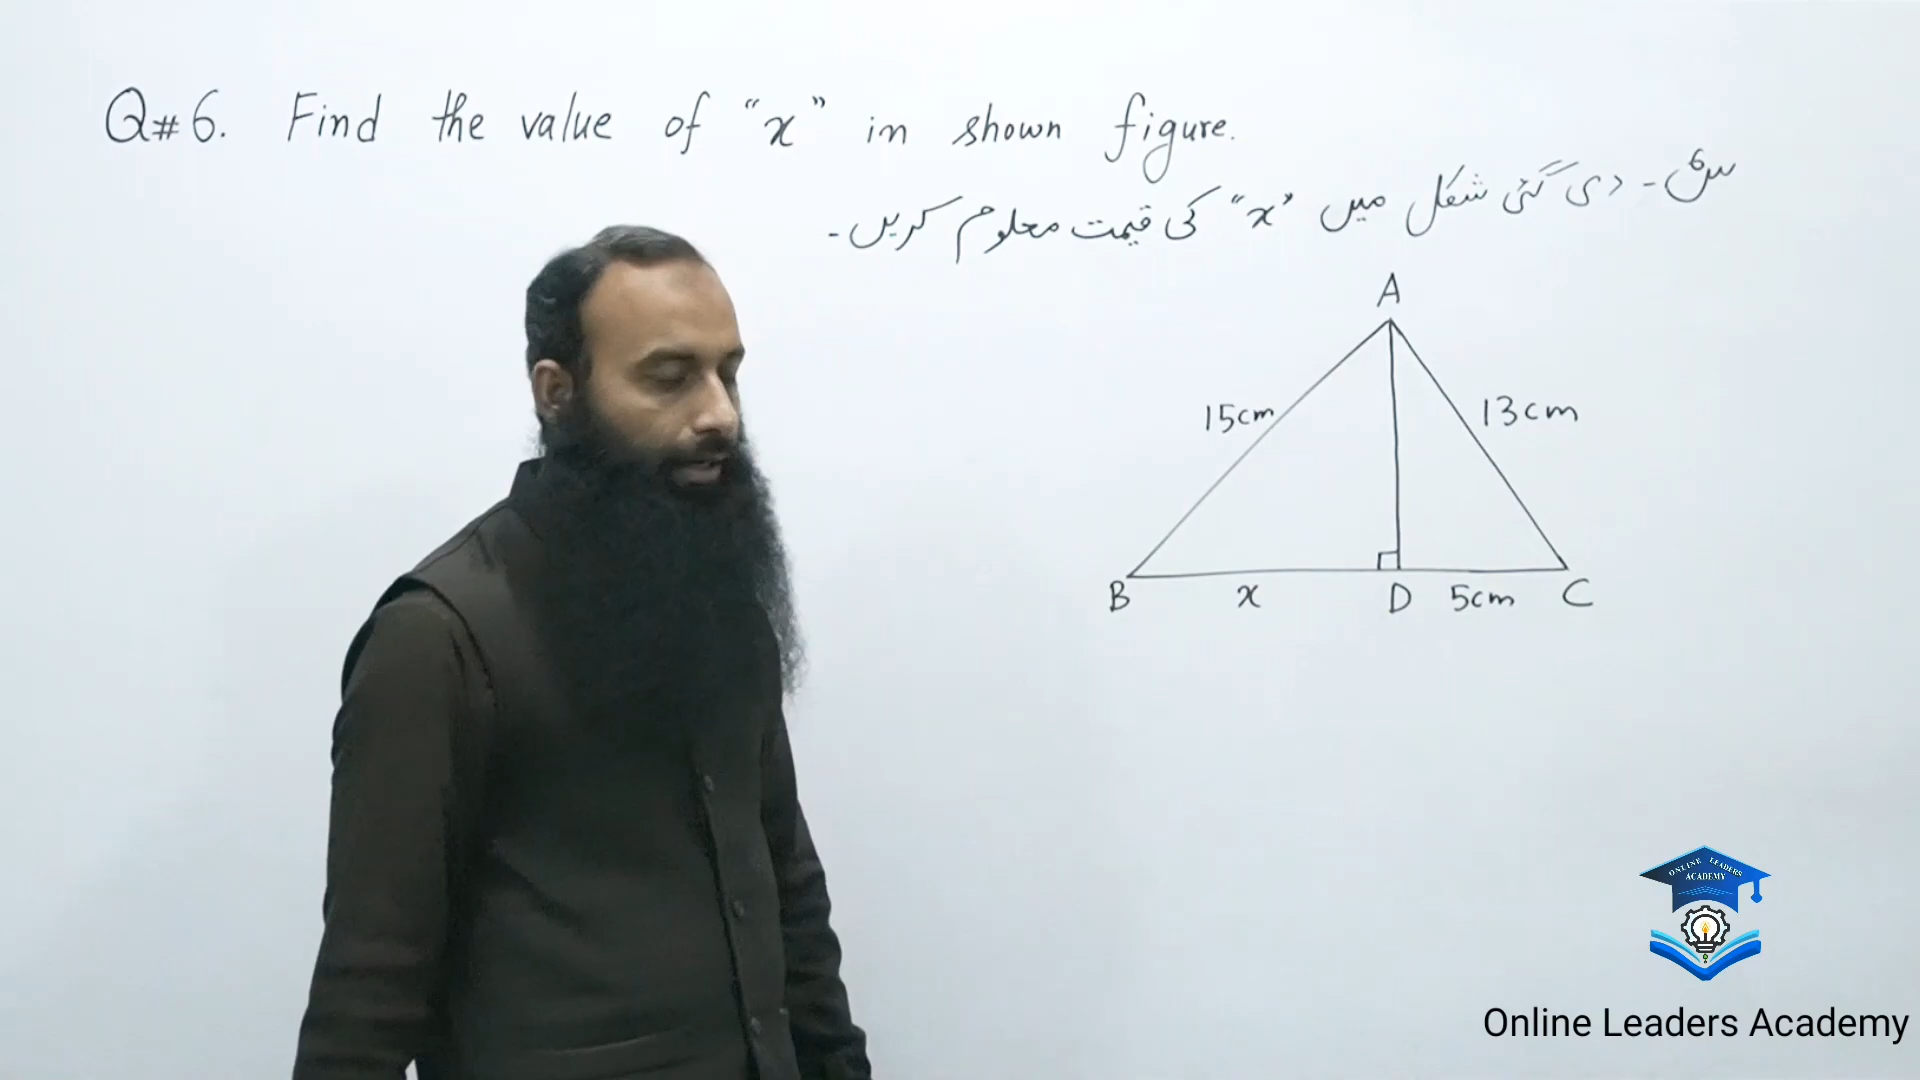 Q#6. Find the value of "x" in shown figure.
س6۔ دی گئی شکل میں "x" کی قیمت معلوم کریں۔
A
15cm
13cm
B
x
D
5cm
C
ONLINE LEADERS
ACADEMY
Online Leaders Academy